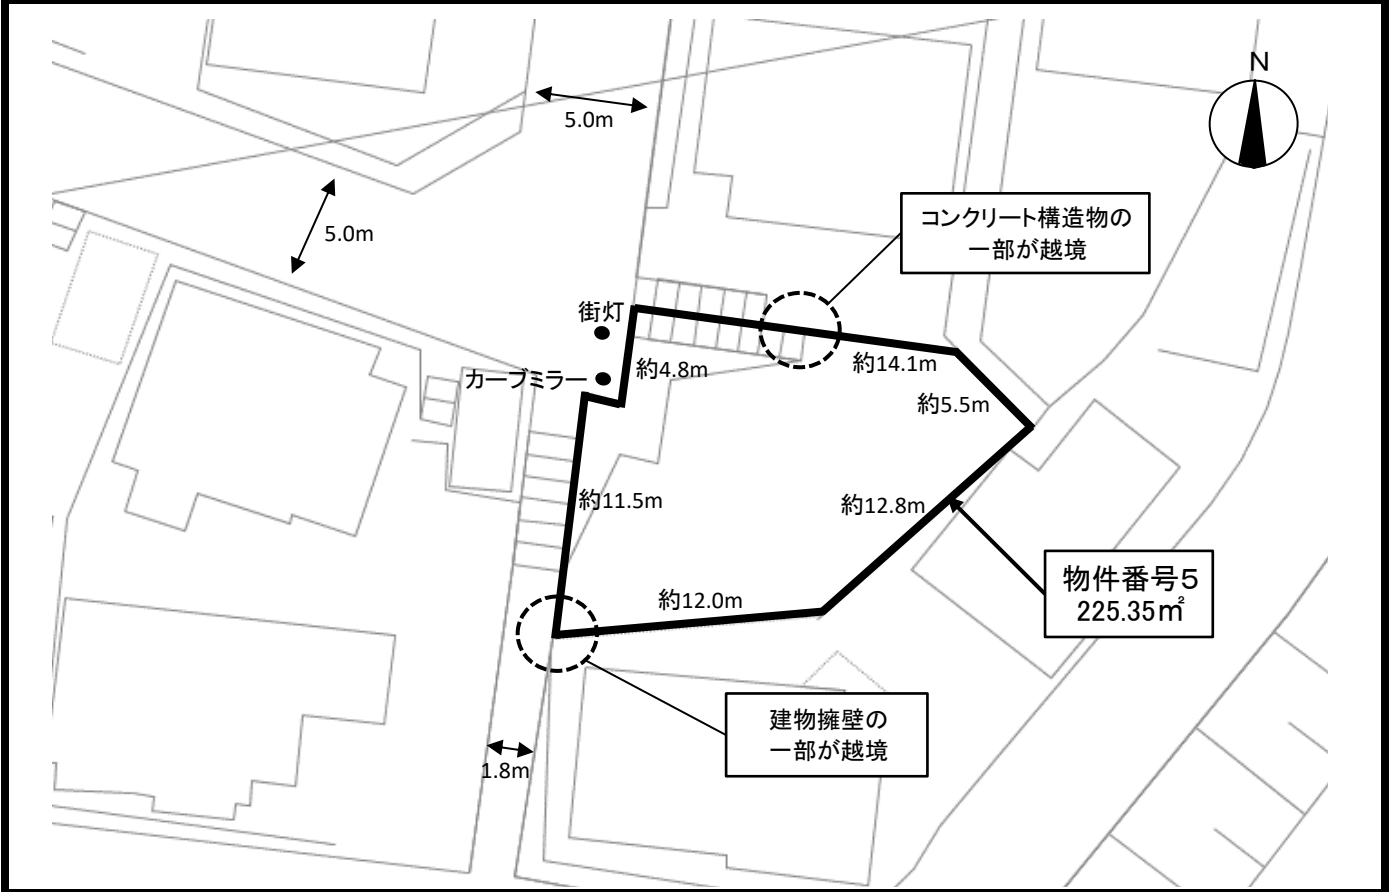 N
5.0m
5.0m
コンクリート構造物の
一部が越境
街灯
カーブミラー
約4.8m
約14.1m
約5.5m
約11.5m
約12.8m
約12.0m
物件番号5
225.35㎡
建物擁壁の
一部が越境
1.8m